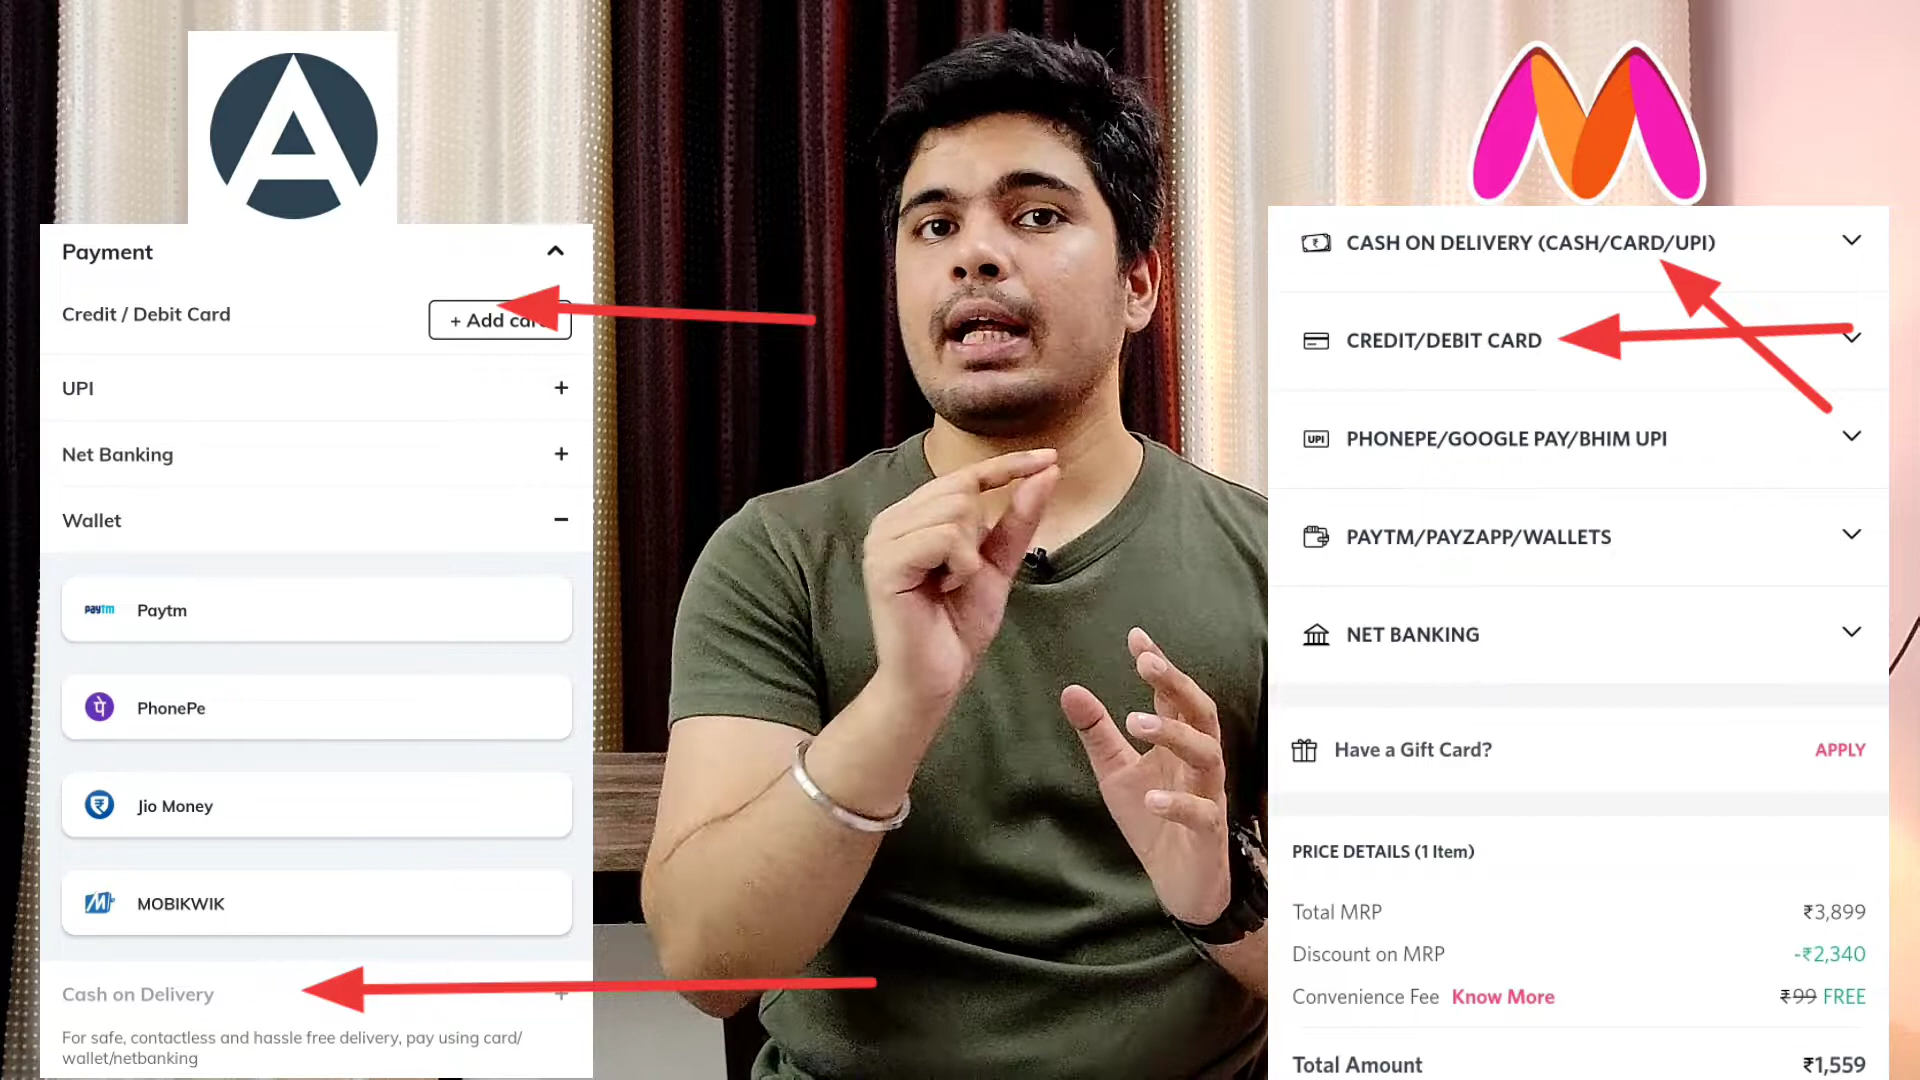 Payment
Credit / Debit Card
+ Add car
UPI
Net Banking
Wallet
paytm
Paytm
पे
PhonePe
Jio Money
MOBIKWIK
Cash on Delivery
For safe, contactless and hassle free delivery, pay using card/
wallet/netbanking
CASH ON DELIVERY (CASH/CARD/UPI)
CREDIT/DEBIT CARD
UPI
PHONEPE/GOOGLE PAY/BHIM UPI
PAYTM/PAYZAPP/WALLETS
NET BANKING
Have a Gift Card?
APPLY
PRICE DETAILS (1 Item)
Total MRP
₹3,899
Discount on MRP
-₹2,340
Convenience Fee Know More
₹99 FREE
Total Amount
₹1,559